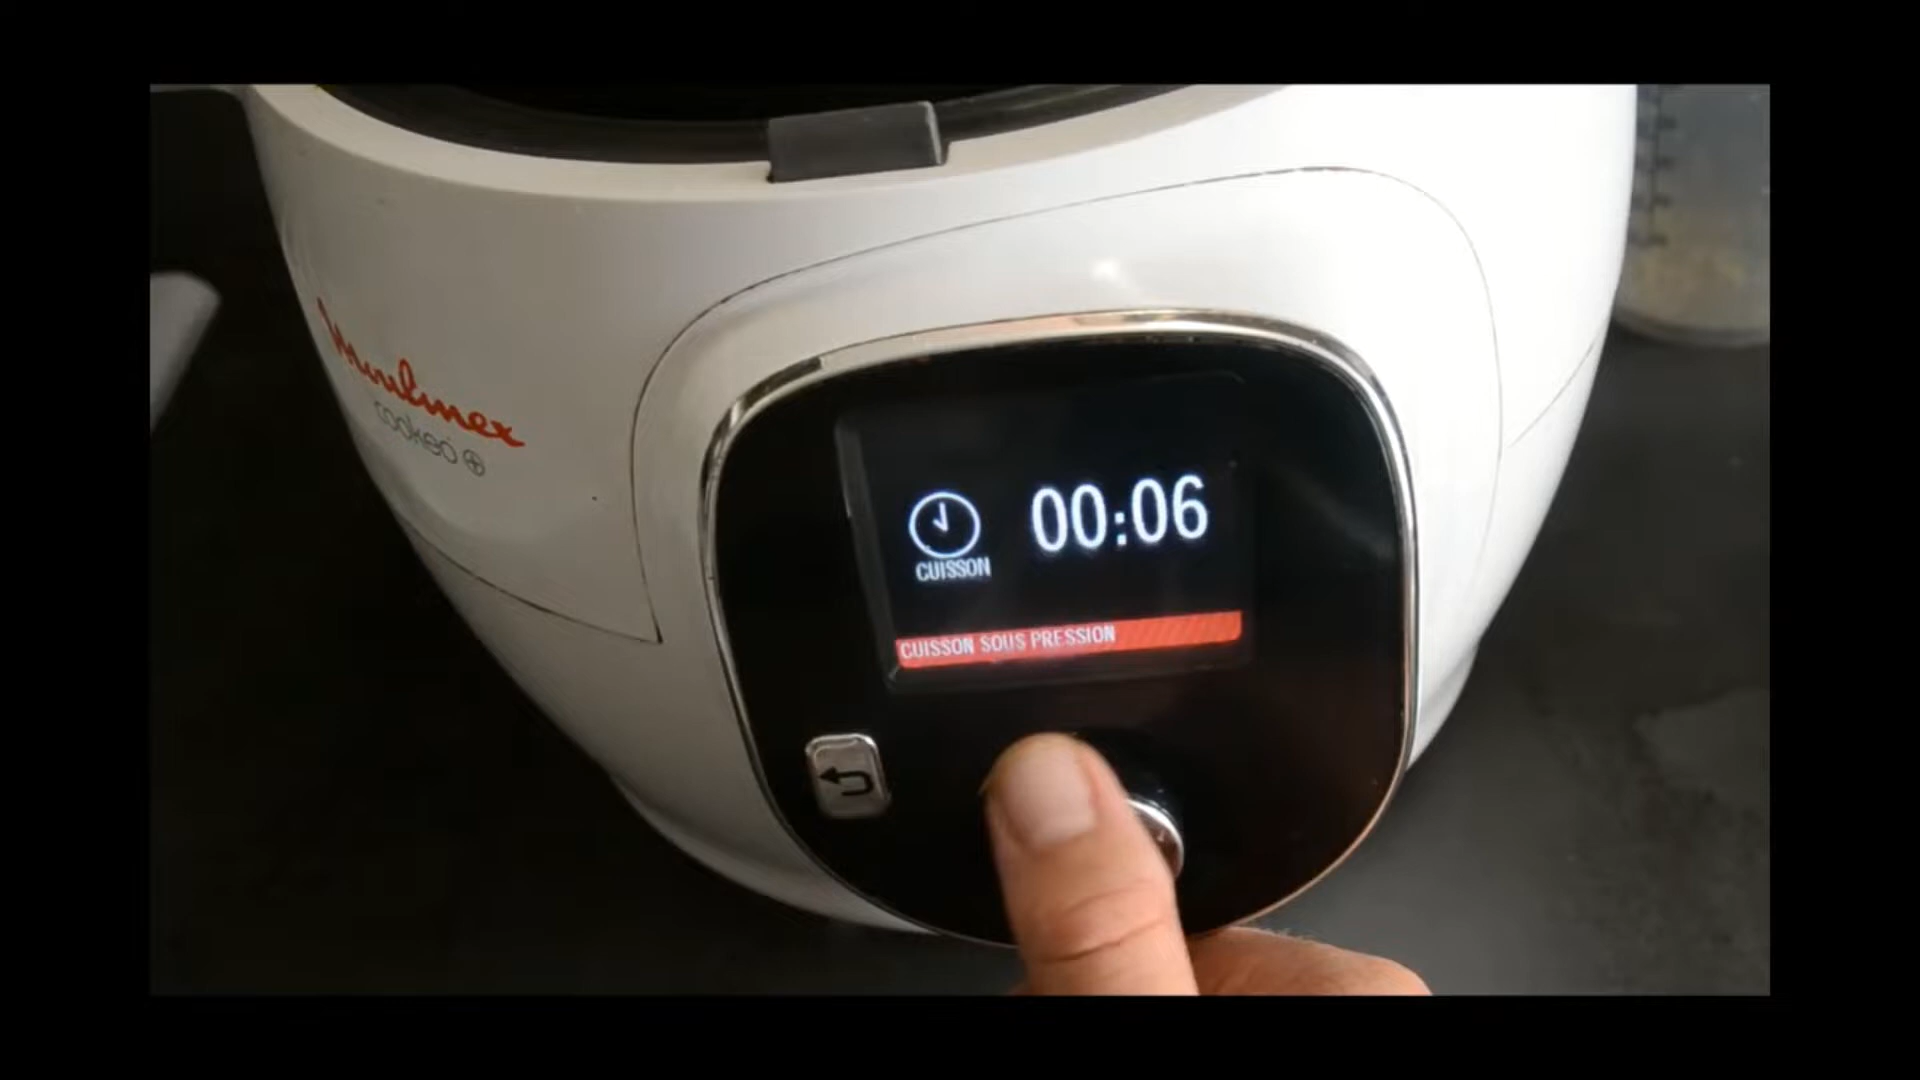 Moulinex
cookeo +
00:06
CUISSON
CUISSON SOUS PRESSION